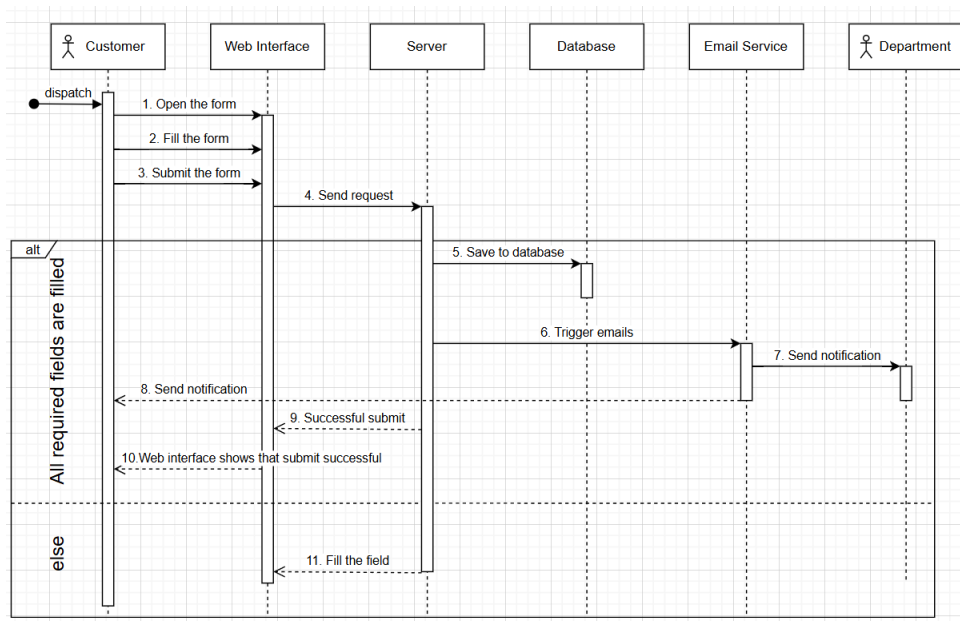 Customer
Web Interface
Server
Database
Email Service
Department
dispatch
1. Open the form
2. Fill the form
3. Submit the form
4. Send request
alt
All required fields are filled
5. Save to database
6. Trigger emails
7. Send notification
8. Send notification
9. Successful submit
10.Web interface shows that submit successful
else
11. Fill the field